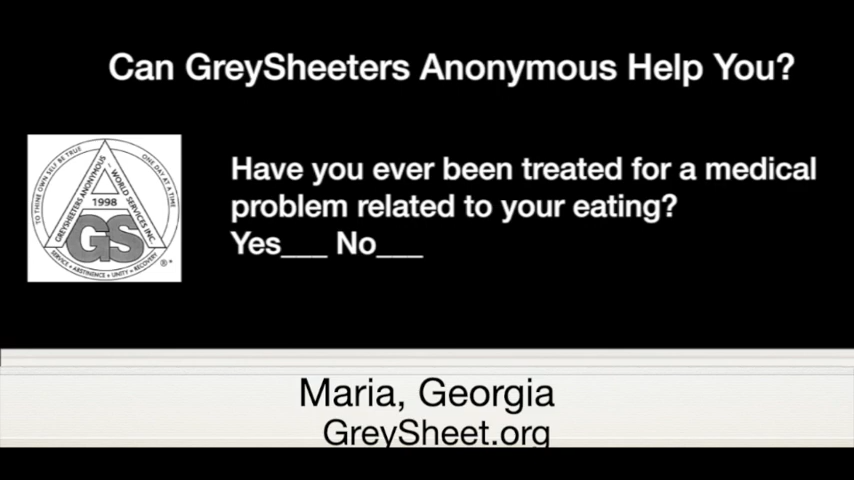 Can GreySheeters Anonymous Help You?
TO THINE OWN SELF BE TRUE
ONE DAY AT A TIME
GREYSHEETERS ANONYMOUS
WORLD SERVICES INC.
1998
GS
SERVICE • ABSTINENCE • UNITY • RECOVERY
®
Have you ever been treated for a medical
problem related to your eating?
Yes___ No___
Maria, Georgia
GreySheet.org